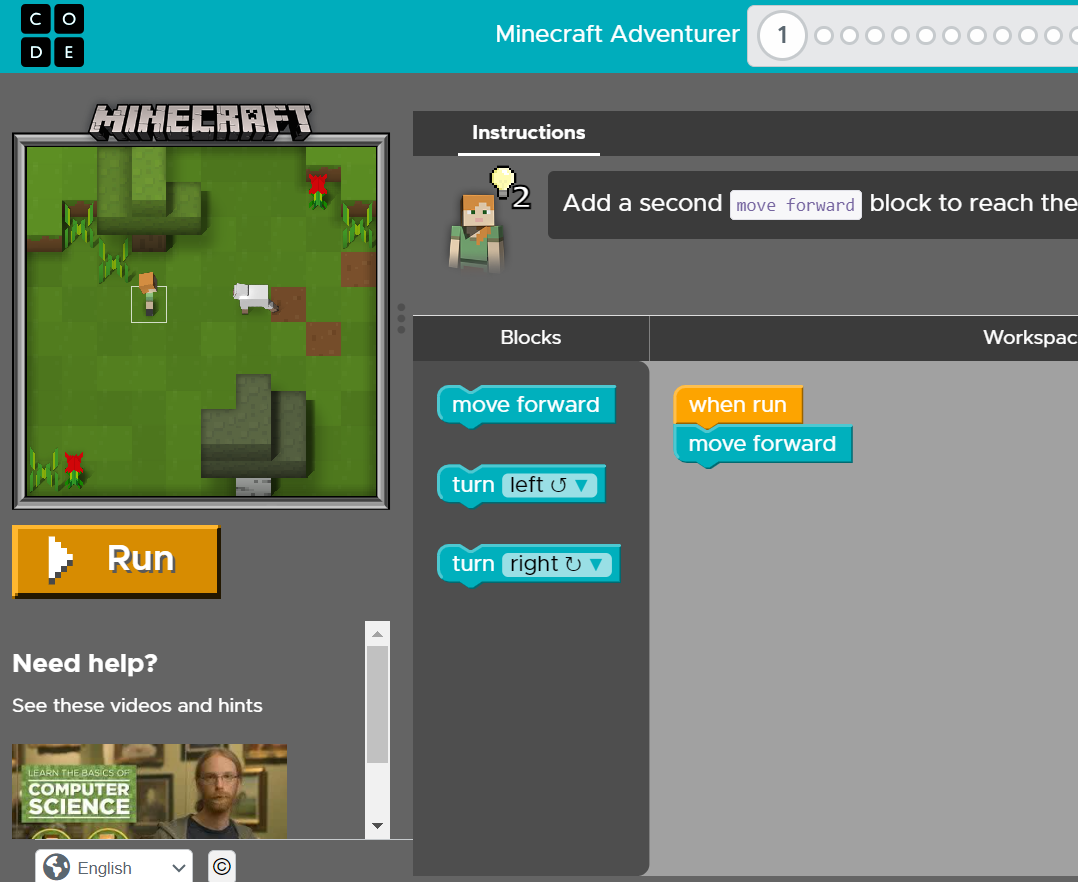 C O
D E
Minecraft Adventurer
1
MINECRAFT
Instructions
2
Add a second move forward block to reach the
Blocks
Workspac
move forward
when run
move forward
turn left ↺ ▼
turn right ↻ ▼
Run
Need help?
See these videos and hints
LEARN THE BASICS OF
COMPUTER
SCIENCE
English
©